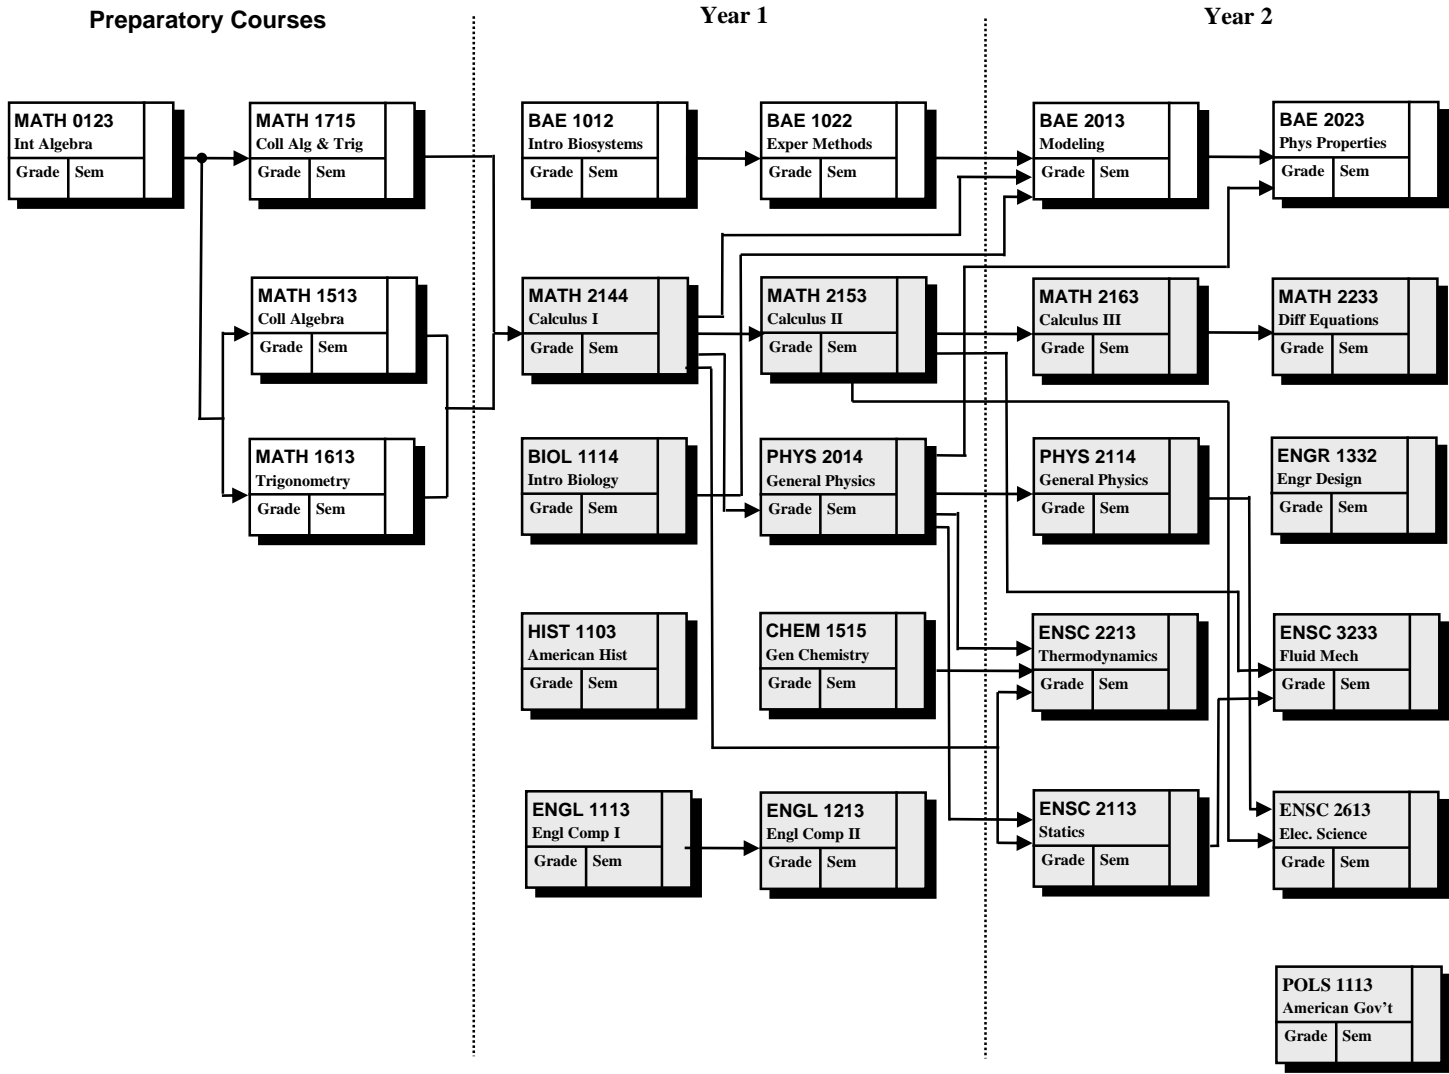 Preparatory Courses
Year 1
Year 2
MATH 0123
Int Algebra
Grade Sem
MATH 1715
Coll Alg & Trig
Grade Sem
BAE 1012
Intro Biosystems
Grade Sem
BAE 1022
Exper Methods
Grade Sem
BAE 2013
Modeling
Grade Sem
BAE 2023
Phys Properties
Grade Sem
MATH 1513
Coll Algebra
Grade Sem
MATH 2144
Calculus I
Grade Sem
MATH 2153
Calculus II
Grade Sem
MATH 2163
Calculus III
Grade Sem
MATH 2233
Diff Equations
Grade Sem
MATH 1613
Trigonometry
Grade Sem
BIOL 1114
Intro Biology
Grade Sem
PHYS 2014
General Physics
Grade Sem
PHYS 2114
General Physics
Grade Sem
ENGR 1332
Engr Design
Grade Sem
HIST 1103
American Hist
Grade Sem
CHEM 1515
Gen Chemistry
Grade Sem
ENSC 2213
Thermodynamics
Grade Sem
ENSC 3233
Fluid Mech
Grade Sem
ENGL 1113
Engl Comp I
Grade Sem
ENGL 1213
Engl Comp II
Grade Sem
ENSC 2113
Statics
Grade Sem
ENSC 2613
Elec. Science
Grade Sem
POLS 1113
American Gov't
Grade Sem